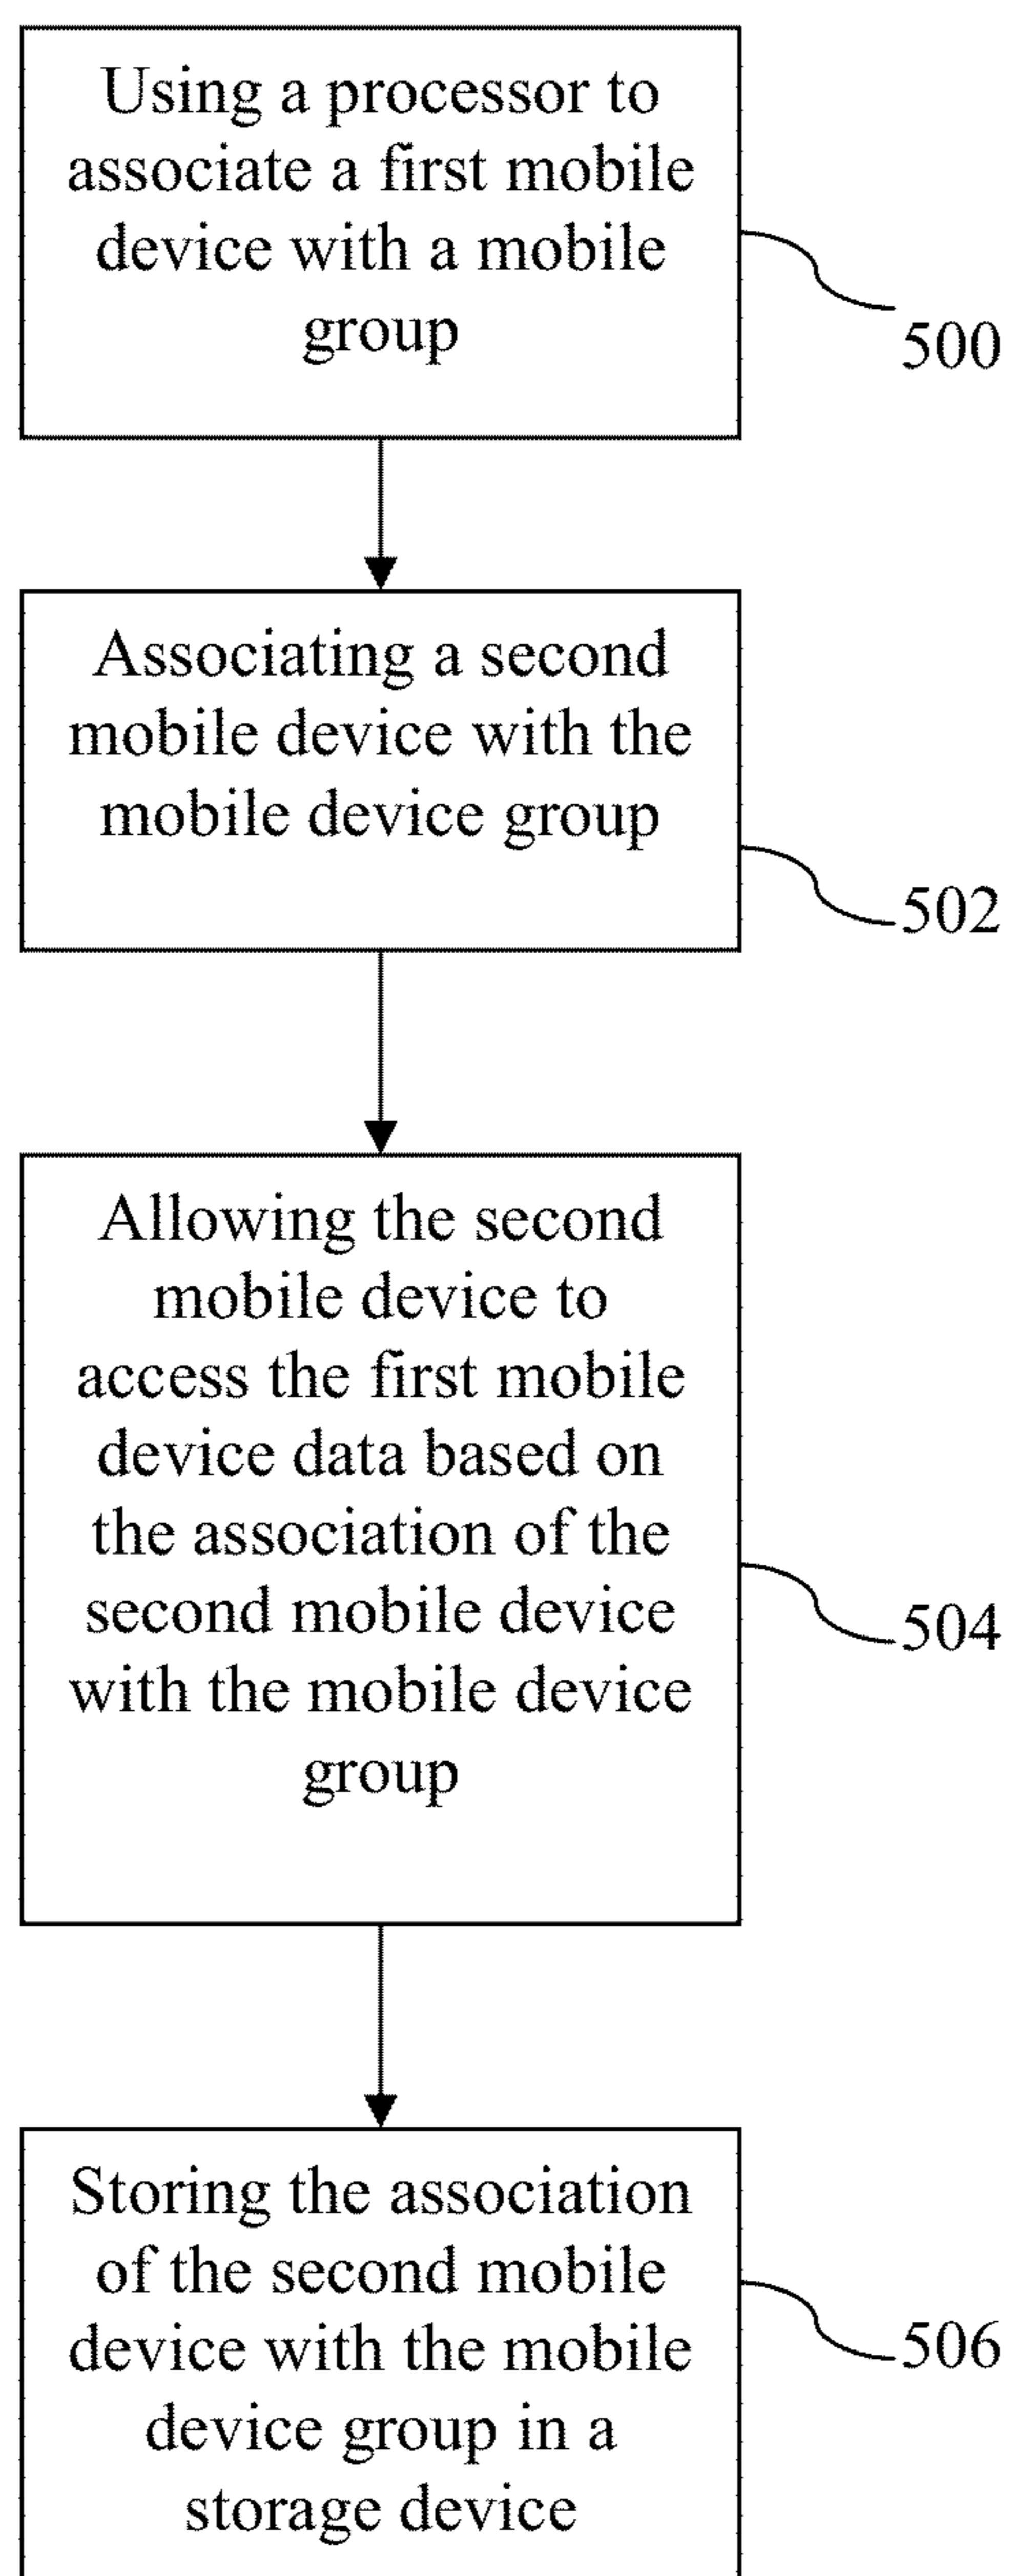 Using a processor to
associate a first mobile
device with a mobile
group
500
Associating a second
mobile device with the
mobile device group
502
Allowing the second
mobile device to
access the first mobile
device data based on
the association of the
second mobile device
with the mobile device
group
504
Storing the association
of the second mobile
device with the mobile
device group in a
storage device
506